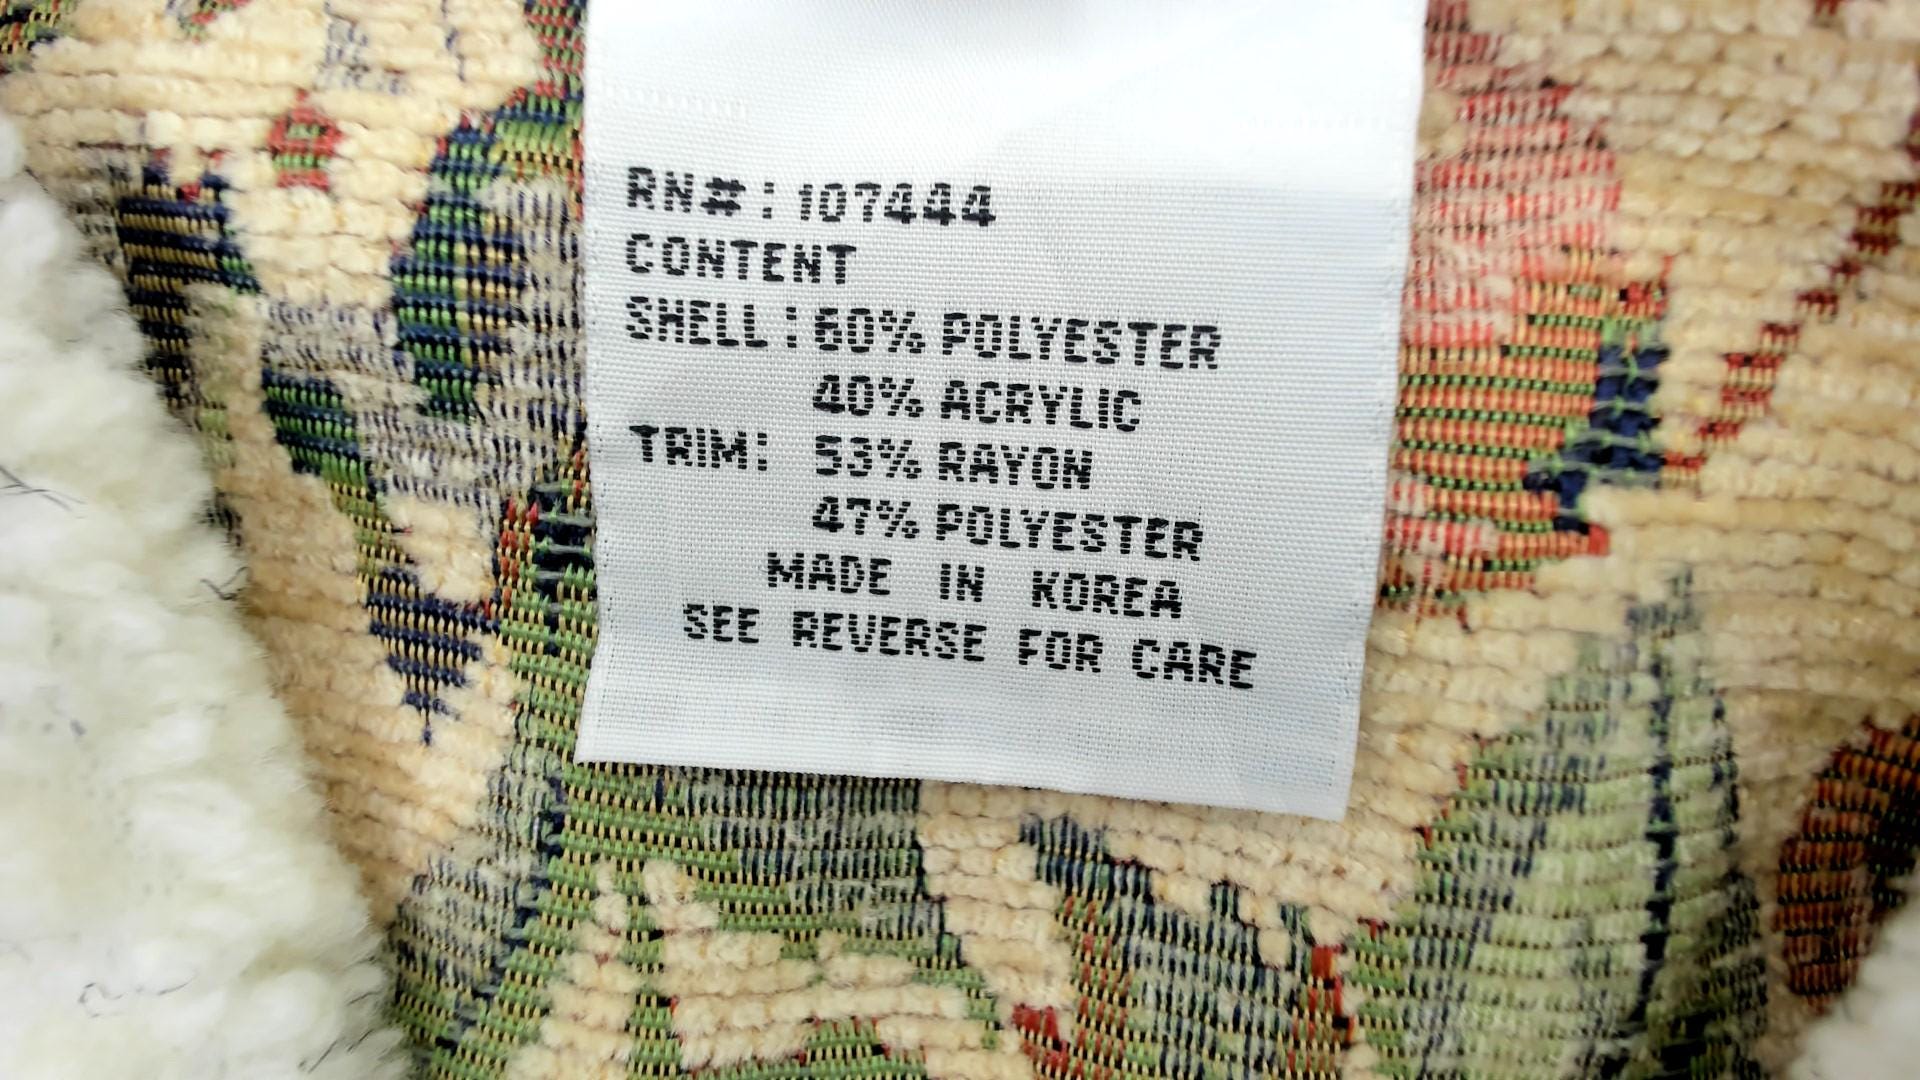 RN#: 107444
CONTENT
SHELL: 60% POLYESTER
40% ACRYLIC
TRIM: 53% RAYON
47% POLYESTER
MADE IN KOREA
SEE REVERSE FOR CARE